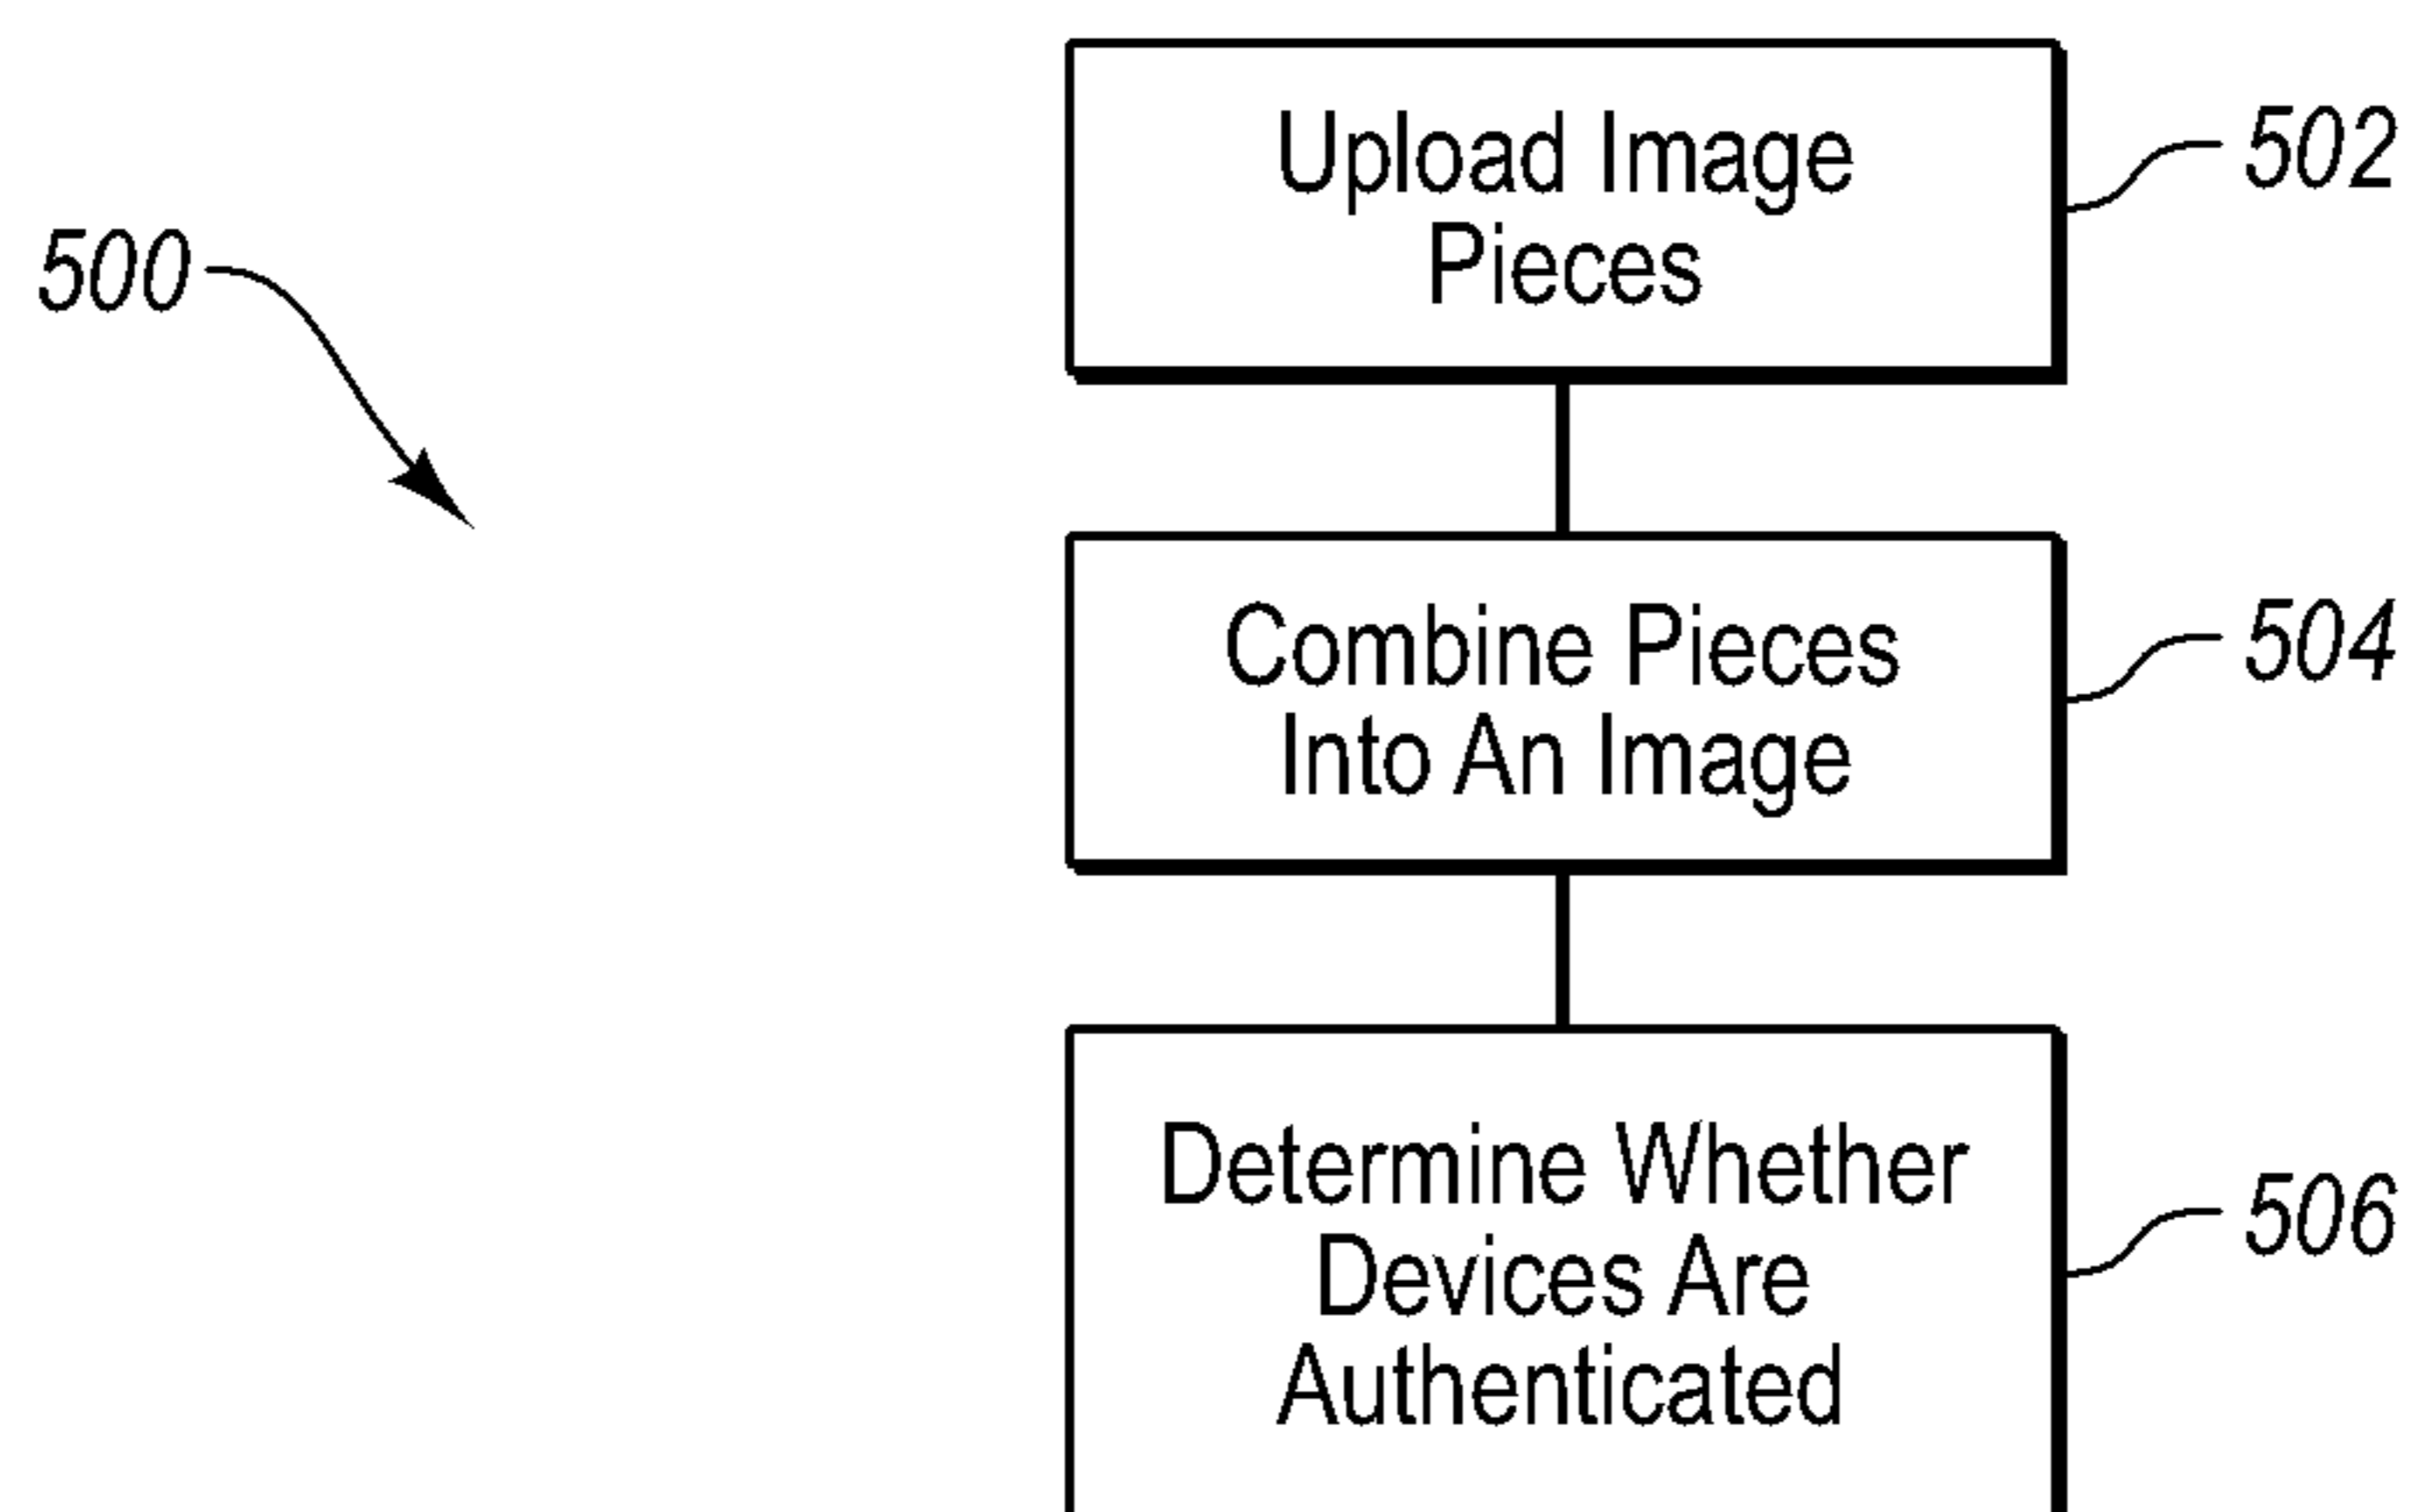 Upload Image
Pieces
502
500
Combine Pieces
Into An Image
504
Determine Whether
Devices Are
Authenticated
506